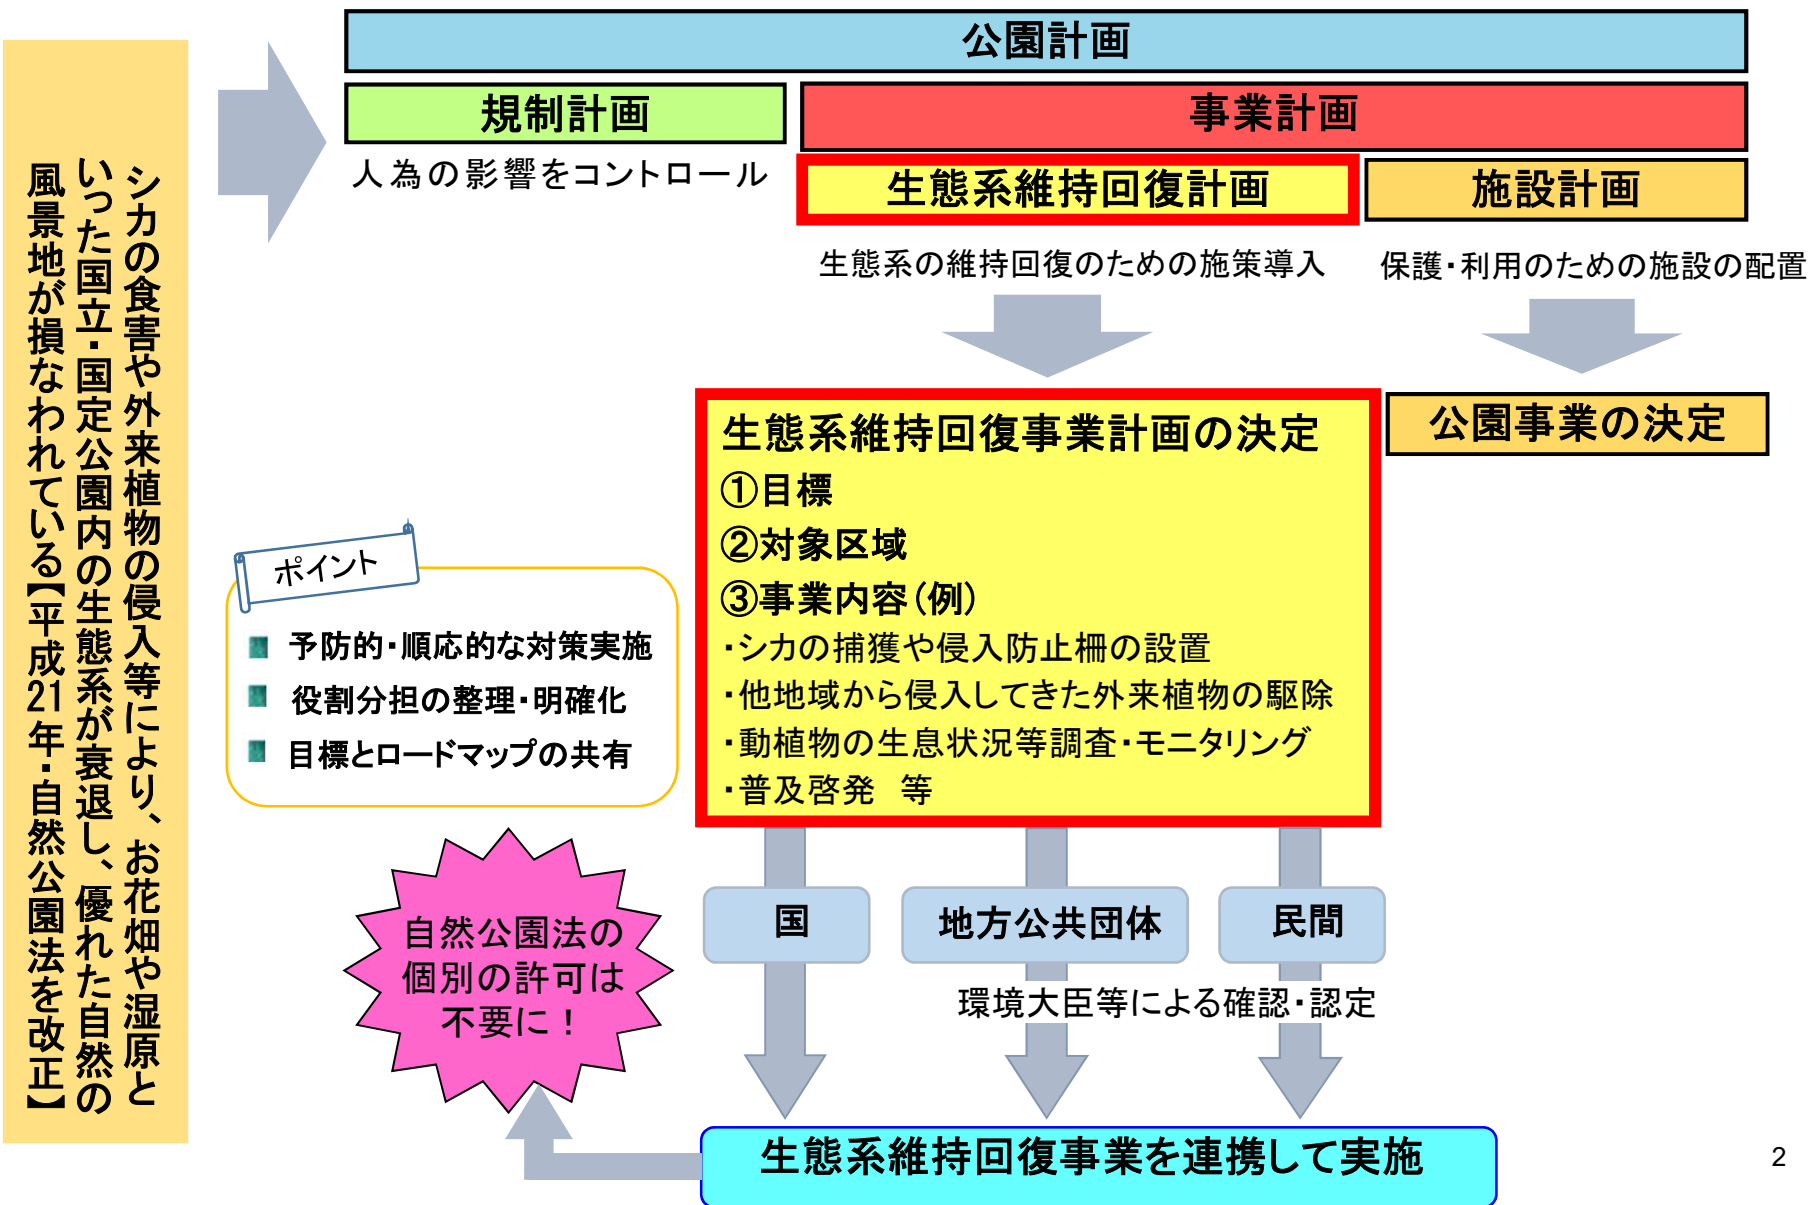 シカの食害や外来植物の侵入等により、お花畑や湿原と
いった国立・国定公園内の生態系が衰退し、優れた自然の
風景地が損なわれている【平成21年・自然公園法を改正】
公園計画
規制計画
事業計画
人為の影響をコントロール
生態系維持回復計画
施設計画
生態系の維持回復のための施策導入
保護・利用のための施設の配置
生態系維持回復事業計画の決定
①目標
②対象区域
③事業内容(例)
・シカの捕獲や侵入防止柵の設置
・他地域から侵入してきた外来植物の駆除
・動植物の生息状況等調査・モニタリング
・普及啓発 等
公園事業の決定
ポイント
予防的・順応的な対策実施
役割分担の整理・明確化
目標とロードマップの共有
国
地方公共団体
民間
環境大臣等による確認・認定
自然公園法の
個別の許可は
不要に!
生態系維持回復事業を連携して実施
2